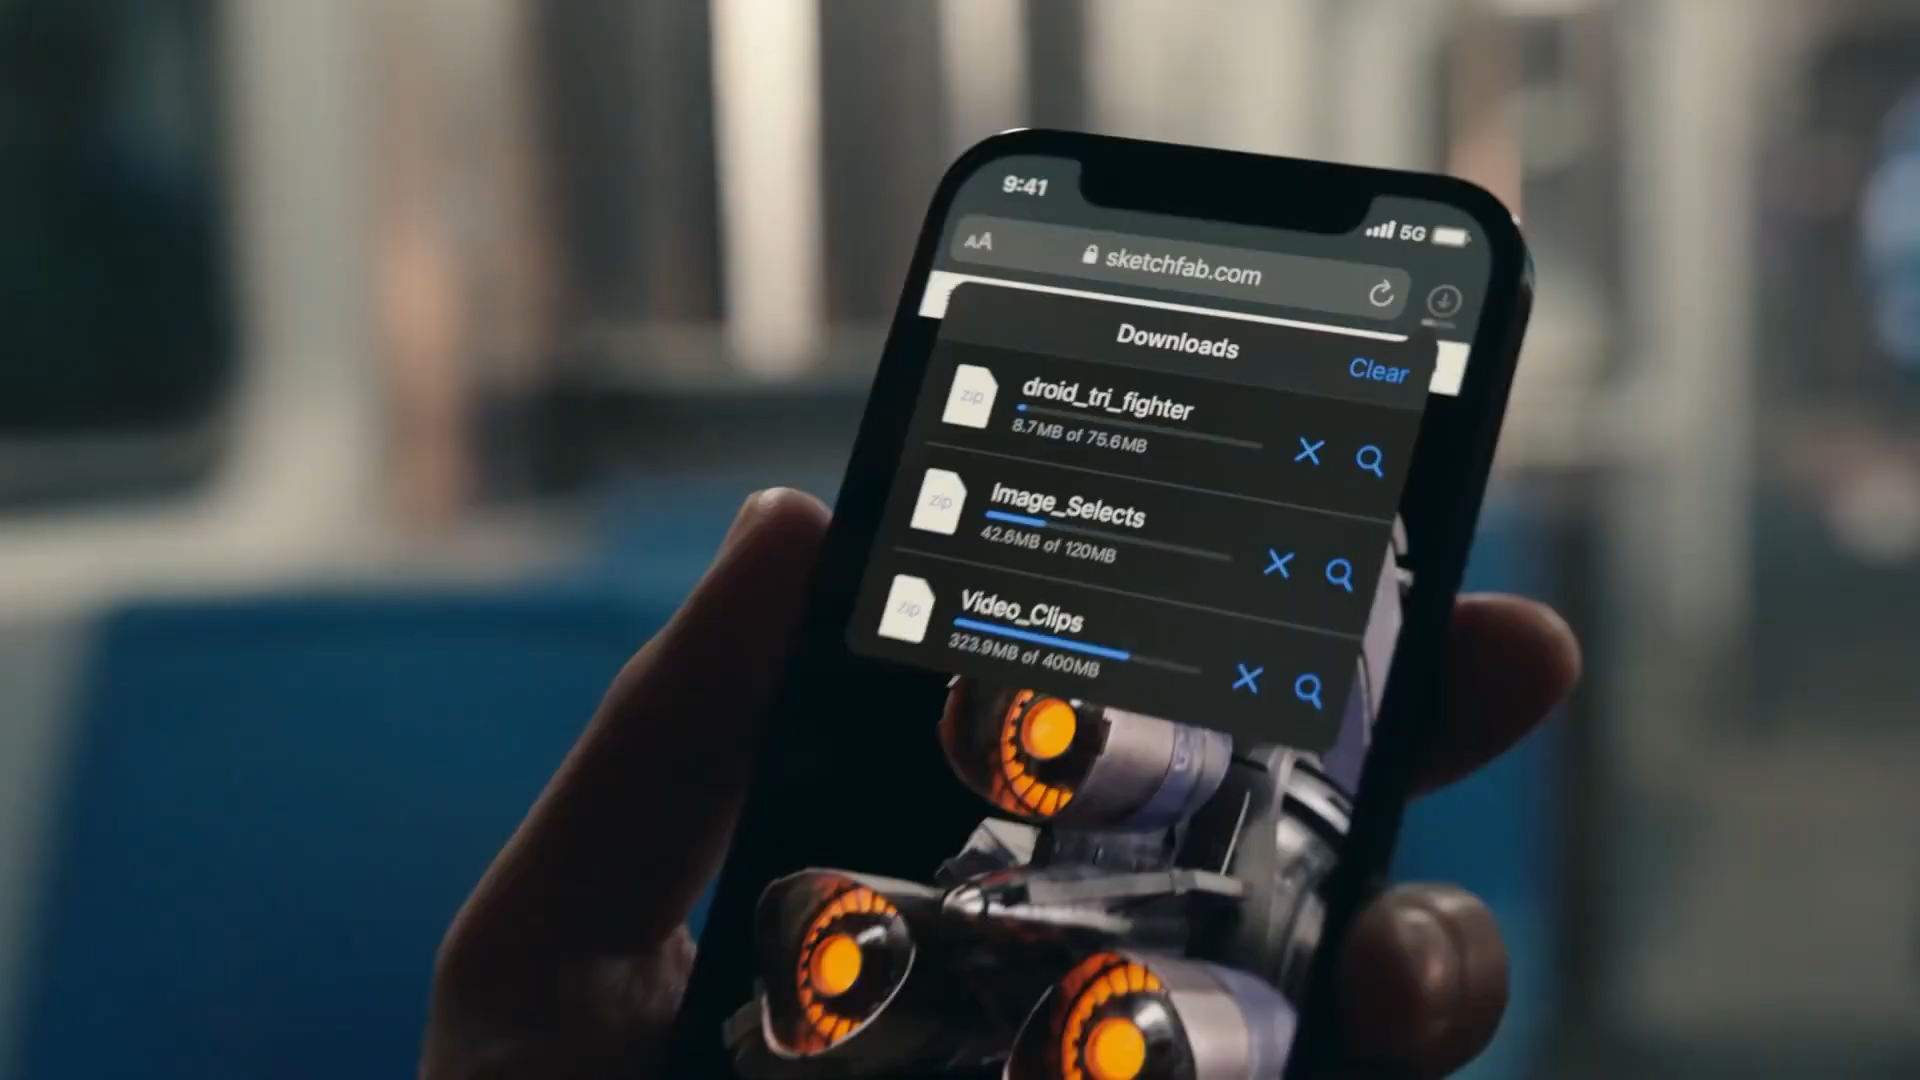 9:41
5G
AA
sketchfab.com
Downloads
Clear
zip
droid_tri_fighter
8.7MB of 75.6MB
zip
Image_Selects
42.6MB of 120MB
zip
Video_Clips
323.9MB of 400MB